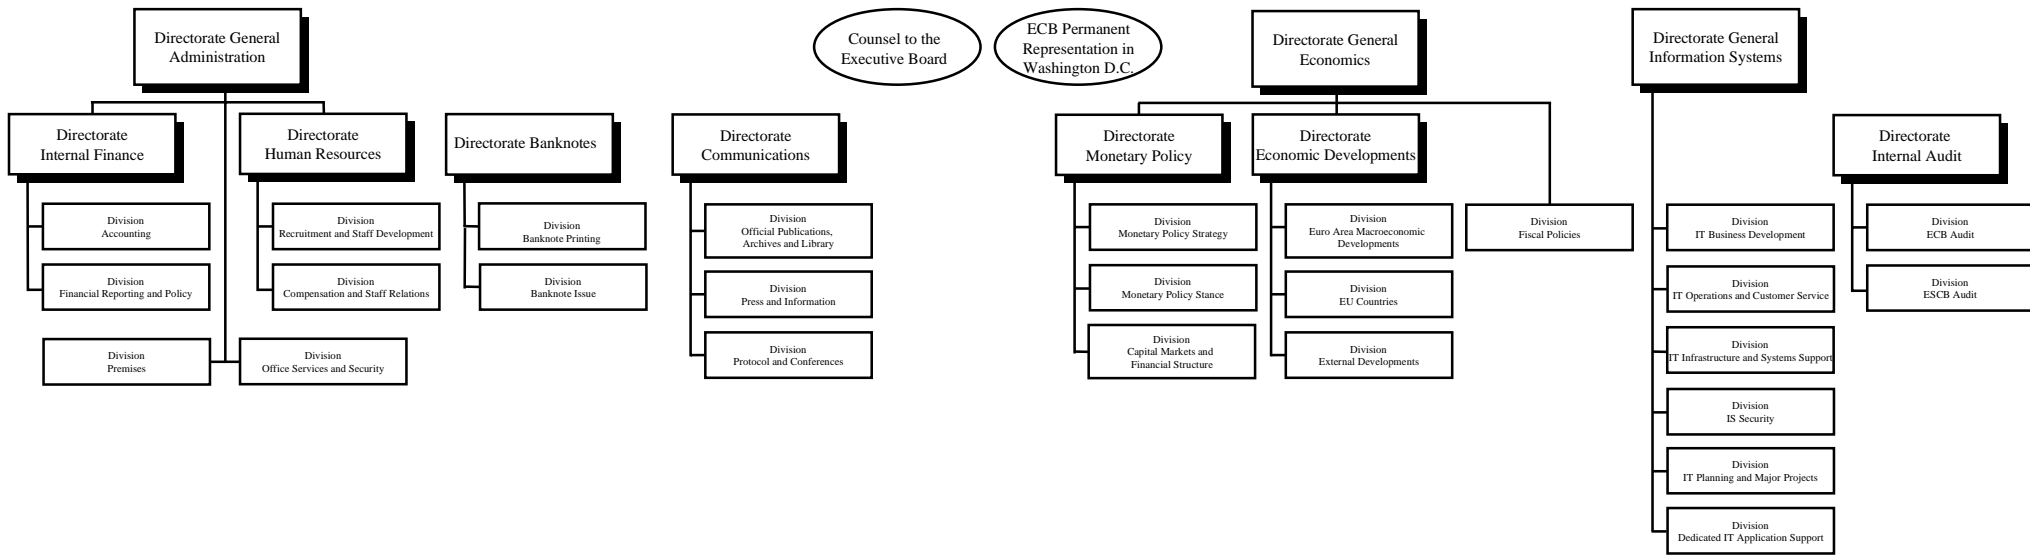 Directorate General
Administration
Counsel to the
Executive Board
ECB Permanent
Representation in
Washington D.C.
Directorate General
Economics
Directorate General
Information Systems
Directorate
Internal Finance
Directorate
Human Resources
Directorate Banknotes
Directorate
Communications
Directorate
Monetary Policy
Directorate
Economic Developments
Directorate
Internal Audit
Division
Accounting
Division
Recruitment and Staff Development
Division
Banknote Printing
Division
Official Publications,
Archives and Library
Division
Monetary Policy Strategy
Division
Euro Area Macroeconomic
Developments
Division
Fiscal Policies
Division
IT Business Development
Division
ECB Audit
Division
Financial Reporting and Policy
Division
Compensation and Staff Relations
Division
Banknote Issue
Division
Press and Information
Division
Monetary Policy Stance
Division
EU Countries
Division
IT Operations and Customer Service
Division
ESCB Audit
Division
Premises
Division
Office Services and Security
Division
Protocol and Conferences
Division
Capital Markets and
Financial Structure
Division
External Developments
Division
IT Infrastructure and Systems Support
Division
IS Security
Division
IT Planning and Major Projects
Division
Dedicated IT Application Support